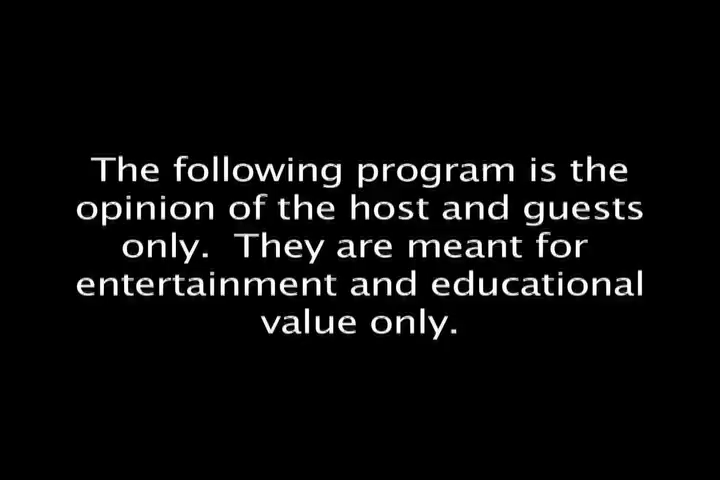 The following program is the
opinion of the host and guests
only.  They are meant for
entertainment and educational
value only.